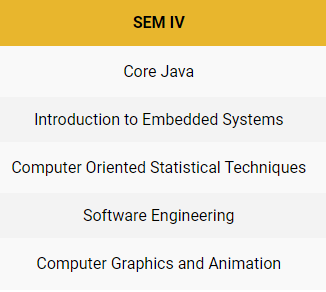 SEM IV
Core Java
Introduction to Embedded Systems
Computer Oriented Statistical Techniques
Software Engineering
Computer Graphics and Animation